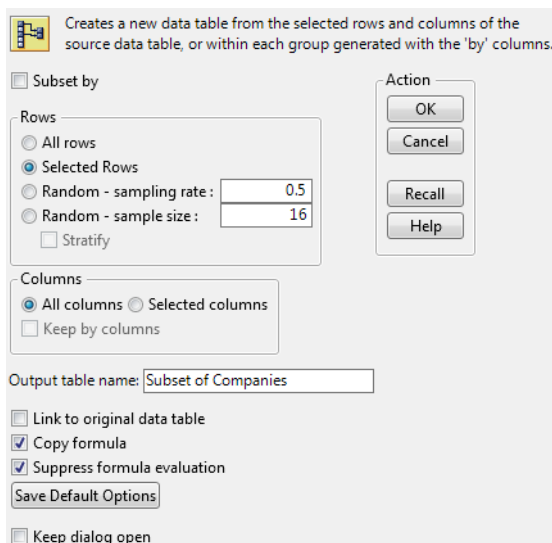 Creates a new data table from the selected rows and columns of the
source data table, or within each group generated with the 'by' columns.
Subset by
Rows
All rows
Selected Rows
Random - sampling rate : 0.5
Random - sample size : 16
Stratify
Action
OK
Cancel
Recall
Help
Columns
All columns Selected columns
Keep by columns
Output table name: Subset of Companies
Link to original data table
Copy formula
Suppress formula evaluation
Save Default Options
Keep dialog open